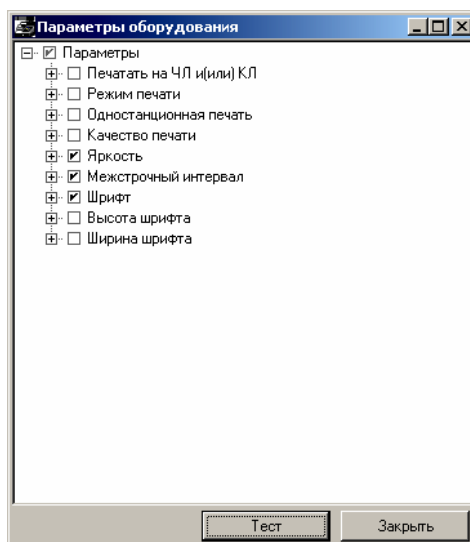 Параметры оборудования
Параметры
Печатать на ЧЛ и(или) КЛ
Режим печати
Одностанционная печать
Качество печати
Яркость
Межстрочный интервал
Шрифт
Высота шрифта
Ширина шрифта
Тест Закрыть